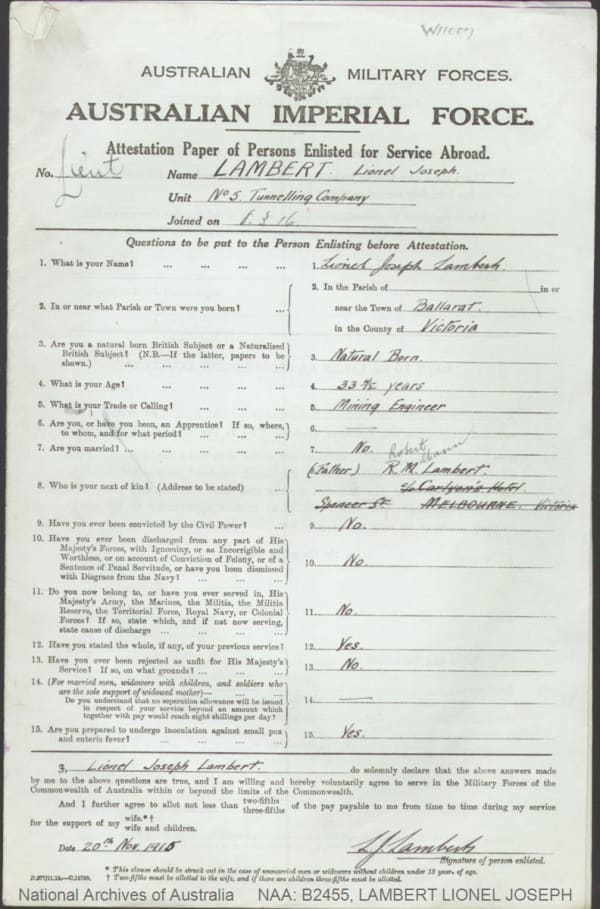 W11007
AUSTRALIAN MILITARY FORCES.
AUSTRALIAN IMPERIAL FORCE.
Attestation Paper of Persons Enlisted for Service Abroad.
No. Lieut Name LAMBERT. Lionel Joseph.
Unit No 5. Tunnelling Company
Joined on 16.
Questions to be put to the Person Enlisting before Attestation.
1. What is your Name? ... ... ... ... 1. Lionel Joseph Lambert.
2. In or near what Parish or Town were you born? ... 2. In the Parish of in or
near the Town of Ballarat.
in the County of Victoria
3. Are you a natural born British Subject or a Naturalized
British Subject? (N.B.—If the latter, papers to be
shown.) ... ... ... ... 3. Natural Born.
4. What is your Age? ... ... ... ... 4. 33 years
5. What is your Trade or Calling? ... ... ... 5. Mining Engineer
6. Are you, or have you been, an Apprentice? If so, where,
to whom, and for what period? ... ... ... 6. —
7. Are you married? ... ... ... ... 7. No.
Robert
8. Who is your next of kin? (Address to be stated) ... 8. (Father) R. M. Lambert.
c/o Carlyon's Hotel.
Spencer St. MELBOURNE. Victoria
9. Have you ever been convicted by the Civil Power? ... 9. No.
10. Have you ever been discharged from any part of His
Majesty's Forces, with Ignominy, or as Incorrigible and
Worthless, or on account of Conviction of Felony, or of a
Sentence of Penal Servitude, or have you been dismissed
with Disgrace from the Navy? ... ... ... 10. No.
11. Do you now belong to, or have you ever served in, His
Majesty's Army, the Marines, the Militia, the Militia
Reserve, the Territorial Force, Royal Navy, or Colonial
Forces? If so, state which, and if not now serving,
state cause of discharge ... ... ... ... 11. No
12. Have you stated the whole, if any, of your previous service? 12. Yes.
13. Have you ever been rejected as unfit for His Majesty's
Service? If so, on what grounds? ... ... ... 13. No.
14. (For married men, widowers with children, and soldiers who
are the sole support of widowed mother)—
Do you understand that no separation allowance will be issued
in respect of your service beyond an amount which
together with pay would reach eight shillings per day? 14. —
15. Are you prepared to undergo inoculation against small pox
and enteric fever? ... ... ... ... 15. Yes.
I, Lionel Joseph Lambert. do solemnly declare that the above answers made
by me to the above questions are true, and I am willing and hereby voluntarily agree to serve in the Military Forces of the
Commonwealth of Australia within or beyond the limits of the Commonwealth.
And I further agree to allot not less than two-fifths three-fifths of the pay payable to me from time to time during my service
for the support of my wife.*† wife and children.
Date 20th Nov. 1915 L J Lambert
Signature of person enlisted.
* This clause should be struck out in the case of unmarried men or widowers without children under 18 years of age.
† Two-fifths must be allotted to the wife, and if there are children three-fifths must be allotted.
National Archives of Australia NAA: B2455, LAMBERT LIONEL JOSEPH